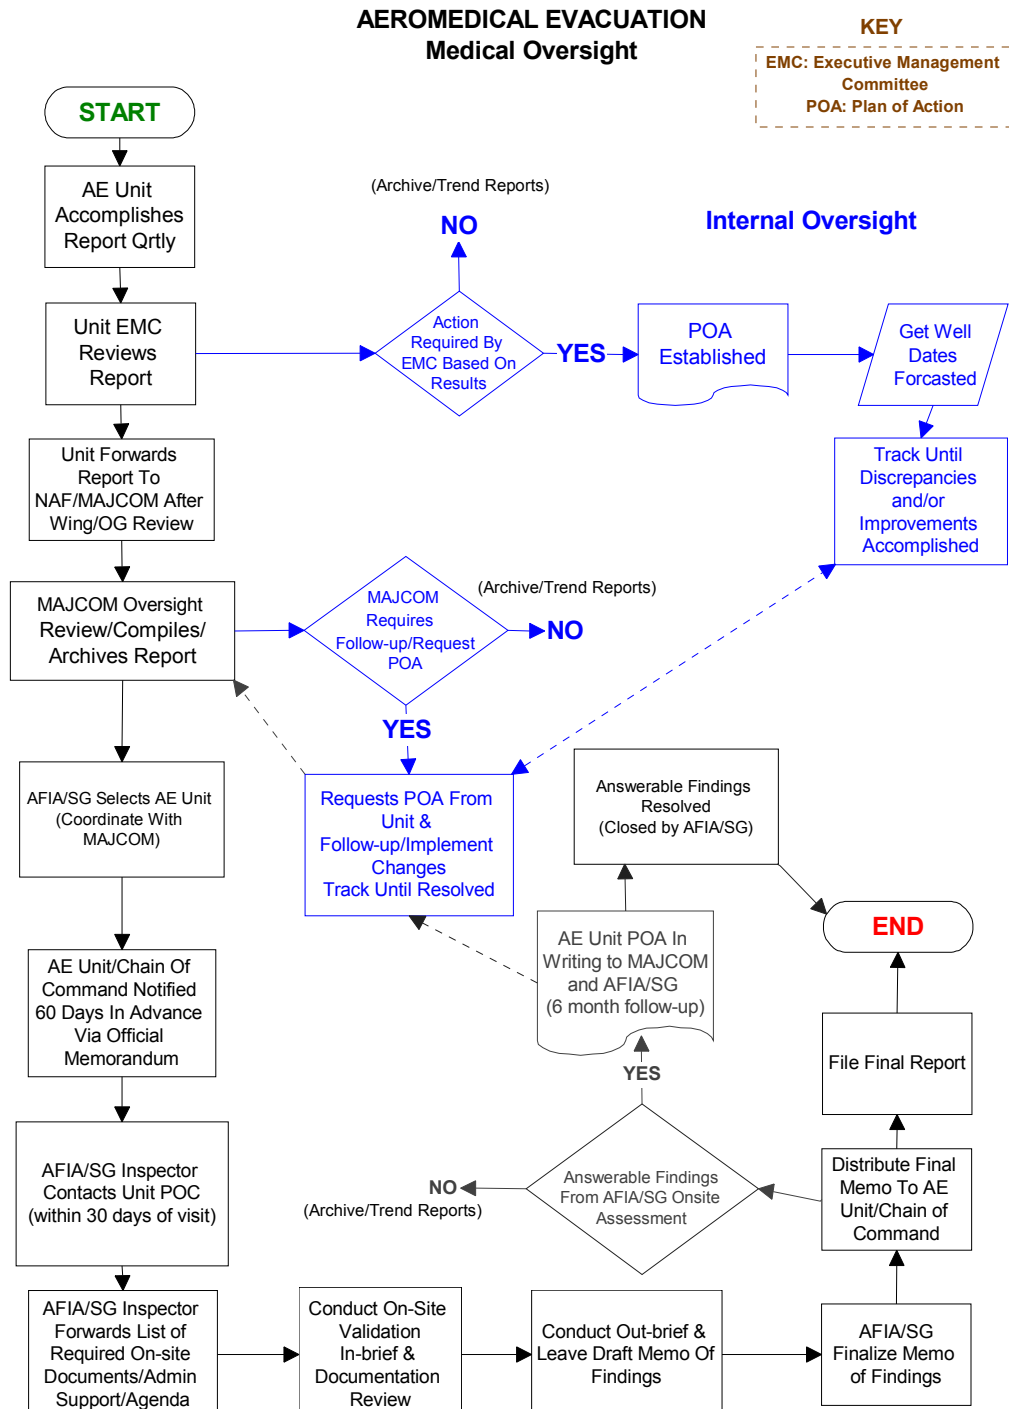 AEROMEDICAL EVACUATION
Medical Oversight
KEY
EMC: Executive Management
Committee
POA: Plan of Action
START
AE Unit
Accomplishes
Report Qrtly
(Archive/Trend Reports)
NO
Internal Oversight
Unit EMC
Reviews
Report
Action
Required By
EMC Based On
Results
YES
POA
Established
Get Well
Dates
Forcasted
Unit Forwards
Report To
NAF/MAJCOM After
Wing/OG Review
Track Until
Discrepancies
and/or
Improvements
Accomplished
MAJCOM Oversight
Review/Compiles/
Archives Report
MAJCOM
Requires
Follow-up/Request
POA
(Archive/Trend Reports)
NO
YES
AFIA/SG Selects AE Unit
(Coordinate With
MAJCOM)
Requests POA From
Unit &
Follow-up/Implement
Changes
Track Until Resolved
Answerable Findings
Resolved
(Closed by AFIA/SG)
END
AE Unit/Chain Of
Command Notified
60 Days In Advance
Via Official
Memorandum
AE Unit POA In
Writing to MAJCOM
and AFIA/SG
(6 month follow-up)
YES
File Final Report
AFIA/SG Inspector
Contacts Unit POC
(within 30 days of visit)
NO
(Archive/Trend Reports)
Answerable Findings
From AFIA/SG Onsite
Assessment
Distribute Final
Memo To AE
Unit/Chain of
Command
AFIA/SG Inspector
Forwards List of
Required On-site
Documents/Admin
Support/Agenda
Conduct On-Site
Validation
In-brief &
Documentation
Review
Conduct Out-brief &
Leave Draft Memo Of
Findings
AFIA/SG
Finalize Memo
of Findings